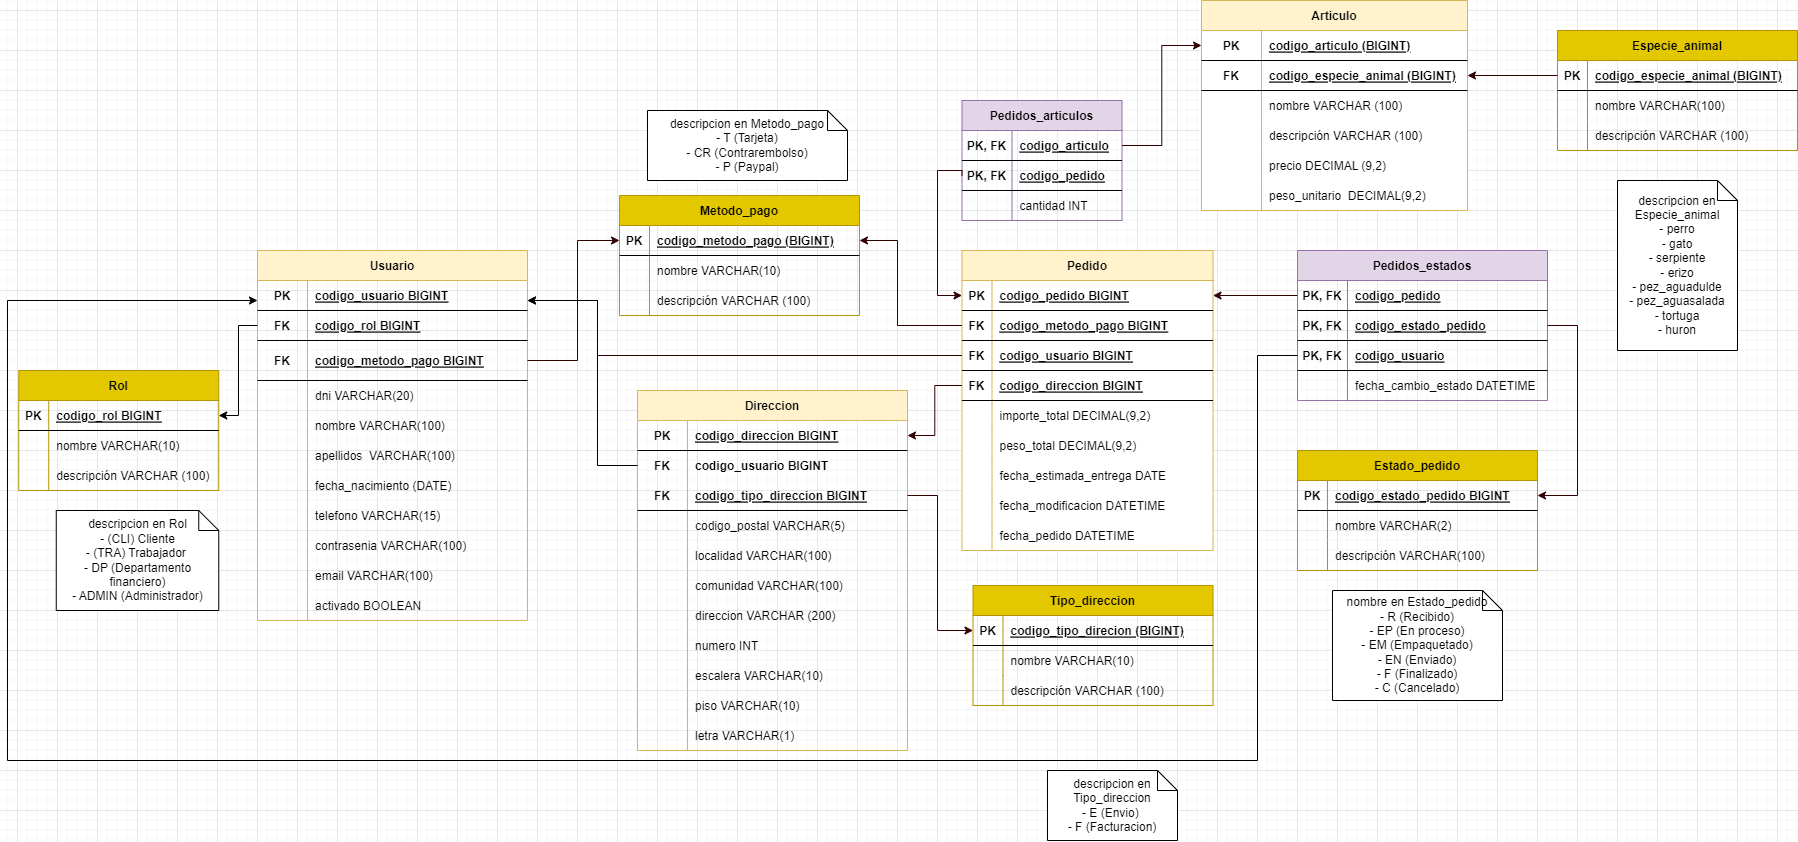 Articulo
PK codigo_articulo (BIGINT)
FK codigo_especie_animal (BIGINT)
nombre VARCHAR (100)
descripción VARCHAR (100)
precio DECIMAL (9,2)
peso_unitario DECIMAL(9,2)
Especie_animal
PK codigo_especie_animal (BIGINT)
nombre VARCHAR(100)
descripción VARCHAR (100)
descripcion en
Especie_animal
- perro
- gato
- serpiente
- erizo
- pez_aguadulde
- pez_aguasalada
- tortuga
- huron
Pedidos_articulos
PK, FK codigo_articulo
PK, FK codigo_pedido
cantidad INT
descripcion en Metodo_pago
- T (Tarjeta)
- CR (Contrarembolso)
- P (Paypal)
Metodo_pago
PK codigo_metodo_pago (BIGINT)
nombre VARCHAR(10)
descripción VARCHAR (100)
Usuario
PK codigo_usuario BIGINT
FK codigo_rol BIGINT
FK codigo_metodo_pago BIGINT
dni VARCHAR(20)
nombre VARCHAR(100)
apellidos VARCHAR(100)
fecha_nacimiento (DATE)
telefono VARCHAR(15)
contrasenia VARCHAR(100)
email VARCHAR(100)
activado BOOLEAN
Rol
PK codigo_rol BIGINT
nombre VARCHAR(10)
descripción VARCHAR (100)
descripcion en Rol
- (CLI) Cliente
- (TRA) Trabajador
- DP (Departamento
financiero)
- ADMIN (Administrador)
Direccion
PK codigo_direccion BIGINT
FK codigo_usuario BIGINT
FK codigo_tipo_direccion BIGINT
codigo_postal VARCHAR(5)
localidad VARCHAR(100)
comunidad VARCHAR(100)
direccion VARCHAR (200)
numero INT
escalera VARCHAR(10)
piso VARCHAR(10)
letra VARCHAR(1)
Pedido
PK codigo_pedido BIGINT
FK codigo_metodo_pago BIGINT
FK codigo_usuario BIGINT
FK codigo_direccion BIGINT
importe_total DECIMAL(9,2)
peso_total DECIMAL(9,2)
fecha_estimada_entrega DATE
fecha_modificacion DATETIME
fecha_pedido DATETIME
Pedidos_estados
PK, FK codigo_pedido
PK, FK codigo_estado_pedido
PK, FK codigo_usuario
fecha_cambio_estado DATETIME
Estado_pedido
PK codigo_estado_pedido BIGINT
nombre VARCHAR(2)
descripción VARCHAR(100)
nombre en Estado_pedido
- R (Recibido)
- EP (En proceso)
- EM (Empaquetado)
- EN (Enviado)
- F (Finalizado)
- C (Cancelado)
Tipo_direccion
PK codigo_tipo_direcion (BIGINT)
nombre VARCHAR(10)
descripción VARCHAR (100)
descripcion en
Tipo_direccion
- E (Envio)
- F (Facturacion)